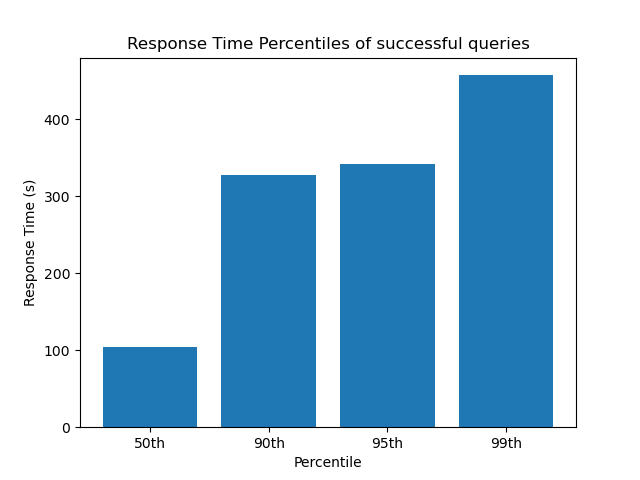 Response Time Percentiles of successful queries
Response Time (s)
400
300
200
100
0
50th 90th 95th 99th
Percentile